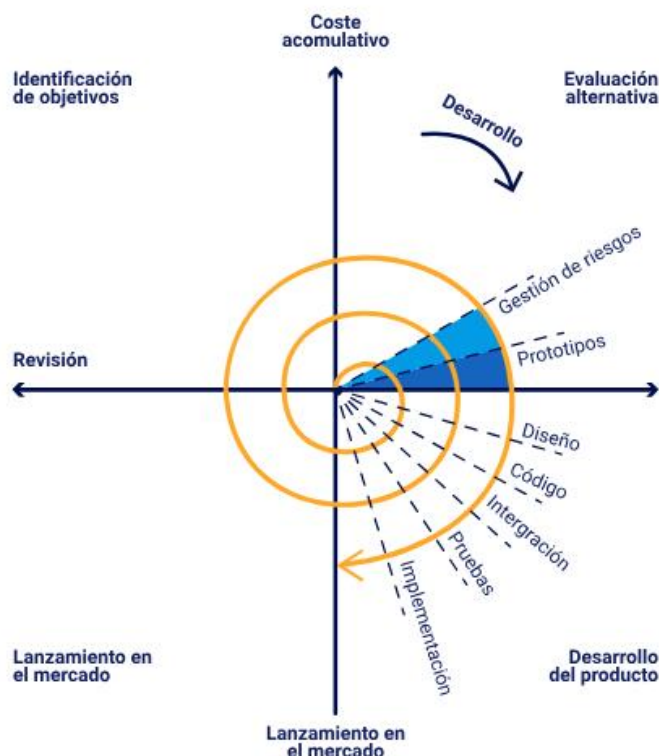 Coste
acomulativo
Identificación
de objetivos
Evaluación
alternativa
Desarrollo
Gestión de riesgos
Prototipos
Revisión
Diseño
Código
Intergración
Pruebas
Implementación
Lanzamiento en
el mercado
Desarrollo
del producto
Lanzamiento en
el mercado